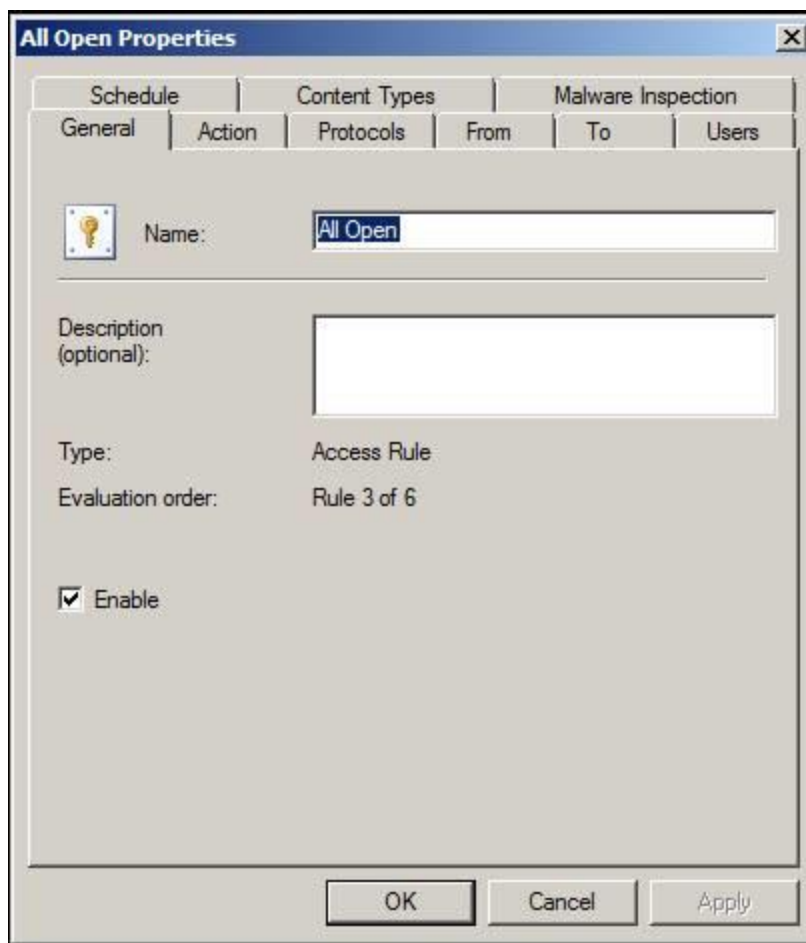 All Open Properties
Schedule Content Types Malware Inspection
General Action Protocols From To Users
Name: All Open
Description
(optional):
Type: Access Rule
Evaluation order: Rule 3 of 6
Enable
OK Cancel Apply